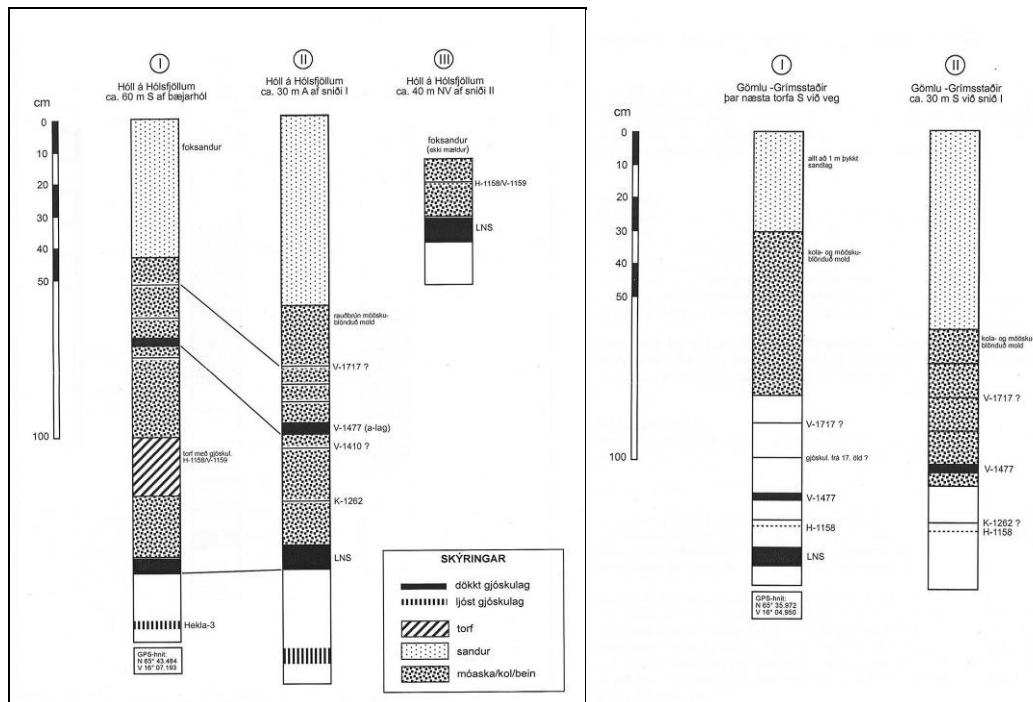 I
Hóll á Hólsfjöllum
ca. 60 m S af bæjarhól
II
Hóll á Hólsfjöllum
ca. 30 m A af sniði I
III
Hóll á Hólsfjöllum
ca. 40 m NV af sniði II
cm
0
10
20
30
40
50
100
foksandur
torf með gjóskul.
H-1158/V-1159
Hekla-3
GPS-hnit:
N 65° 43.484
V 16° 07.193
rauðbrún móösku-
blönduð mold
V-1717 ?
V-1477 (a-lag)
V-1410 ?
K-1262
LNS
foksandur
(ekki mældur)
H-1158/V-1159
LNS
SKÝRINGAR
dökkt gjóskulag
ljóst gjóskulag
torf
sandur
móaska/kol/bein
I
Gömlu -Grímsstaðir
þar næsta torfa S við veg
II
Gömlu -Grímsstaðir
ca. 30 m S við snið I
cm
0
10
20
30
40
50
100
allt að 1 m þykkt
sandlag
kola- og móösku-
blönduð mold
V-1717 ?
gjóskul. frá 17. öld ?
V-1477
H-1158
LNS
GPS-hnit:
N 65° 35.972
V 16° 04.950
kola- og móösku
blönduð mold
V-1717 ?
V-1477
K-1262 ?
H-1158